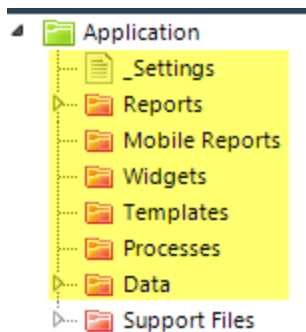 Application
_Settings
Reports
Mobile Reports
Widgets
Templates
Processes
Data
Support Files